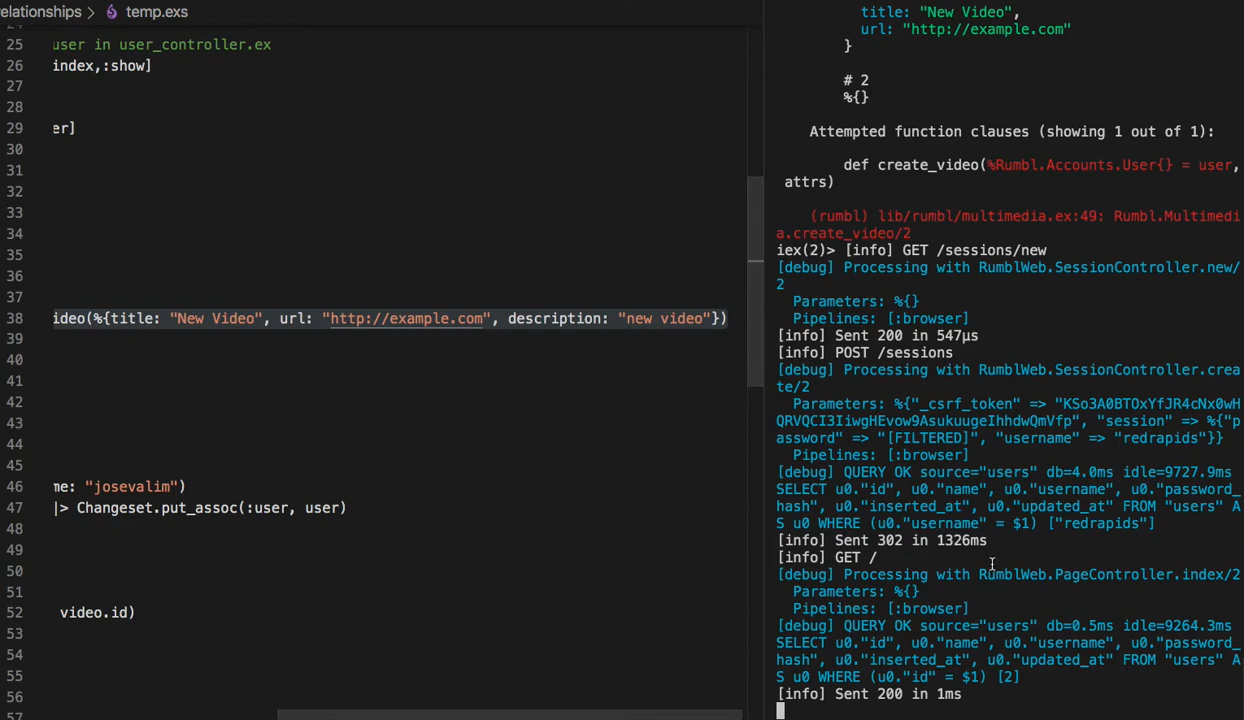 relationships > temp.exs
24
25 user in user_controller.ex
26 index,:show]
27
28
29 er]
30
31
32
33
34
35
36
37
38 ideo(%{title: "New Video", url: "http://example.com", description: "new video"})
39
40
41
42
43
44
45
46 me: "josevalim")
47 |> Changeset.put_assoc(:user, user)
48
49
50
51
52 video.id)
53
54
55
56
57
title: "New Video",
url: "http://example.com"
}
# 2
%{}
Attempted function clauses (showing 1 out of 1):
def create_video(%Rumbl.Accounts.User{} = user,
attrs)
(rumbl) lib/rumbl/multimedia.ex:49: Rumbl.Multimedi
a.create_video/2
iex(2)> [info] GET /sessions/new
[debug] Processing with RumblWeb.SessionController.new/
2
Parameters: %{}
Pipelines: [:browser]
[info] Sent 200 in 547µs
[info] POST /sessions
[debug] Processing with RumblWeb.SessionController.crea
te/2
Parameters: %{"_csrf_token" => "KSo3A0BTOxYfJR4cNx0wH
QRVQCI3IiwgHEvow9AsukuugeIhhdwQmVfp", "session" => %{"p
assword" => "[FILTERED]", "username" => "redrapids"}}
Pipelines: [:browser]
[debug] QUERY OK source="users" db=4.0ms idle=9727.9ms
SELECT u0."id", u0."name", u0."username", u0."password_
hash", u0."inserted_at", u0."updated_at" FROM "users" A
S u0 WHERE (u0."username" = $1) ["redrapids"]
[info] Sent 302 in 1326ms
[info] GET /
[debug] Processing with RumblWeb.PageController.index/2
Parameters: %{}
Pipelines: [:browser]
[debug] QUERY OK source="users" db=0.5ms idle=9264.3ms
SELECT u0."id", u0."name", u0."username", u0."password_
hash", u0."inserted_at", u0."updated_at" FROM "users" A
S u0 WHERE (u0."id" = $1) [2]
[info] Sent 200 in 1ms